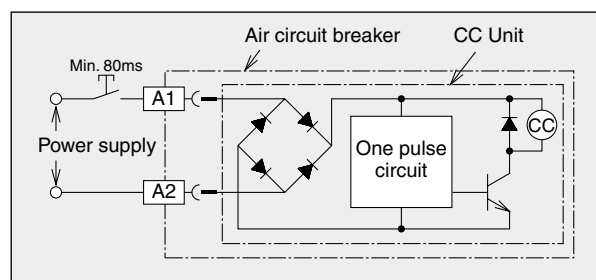 Air circuit breaker
CC Unit
Min. 80ms
A1
CC
Power supply
One pulse
circuit
A2